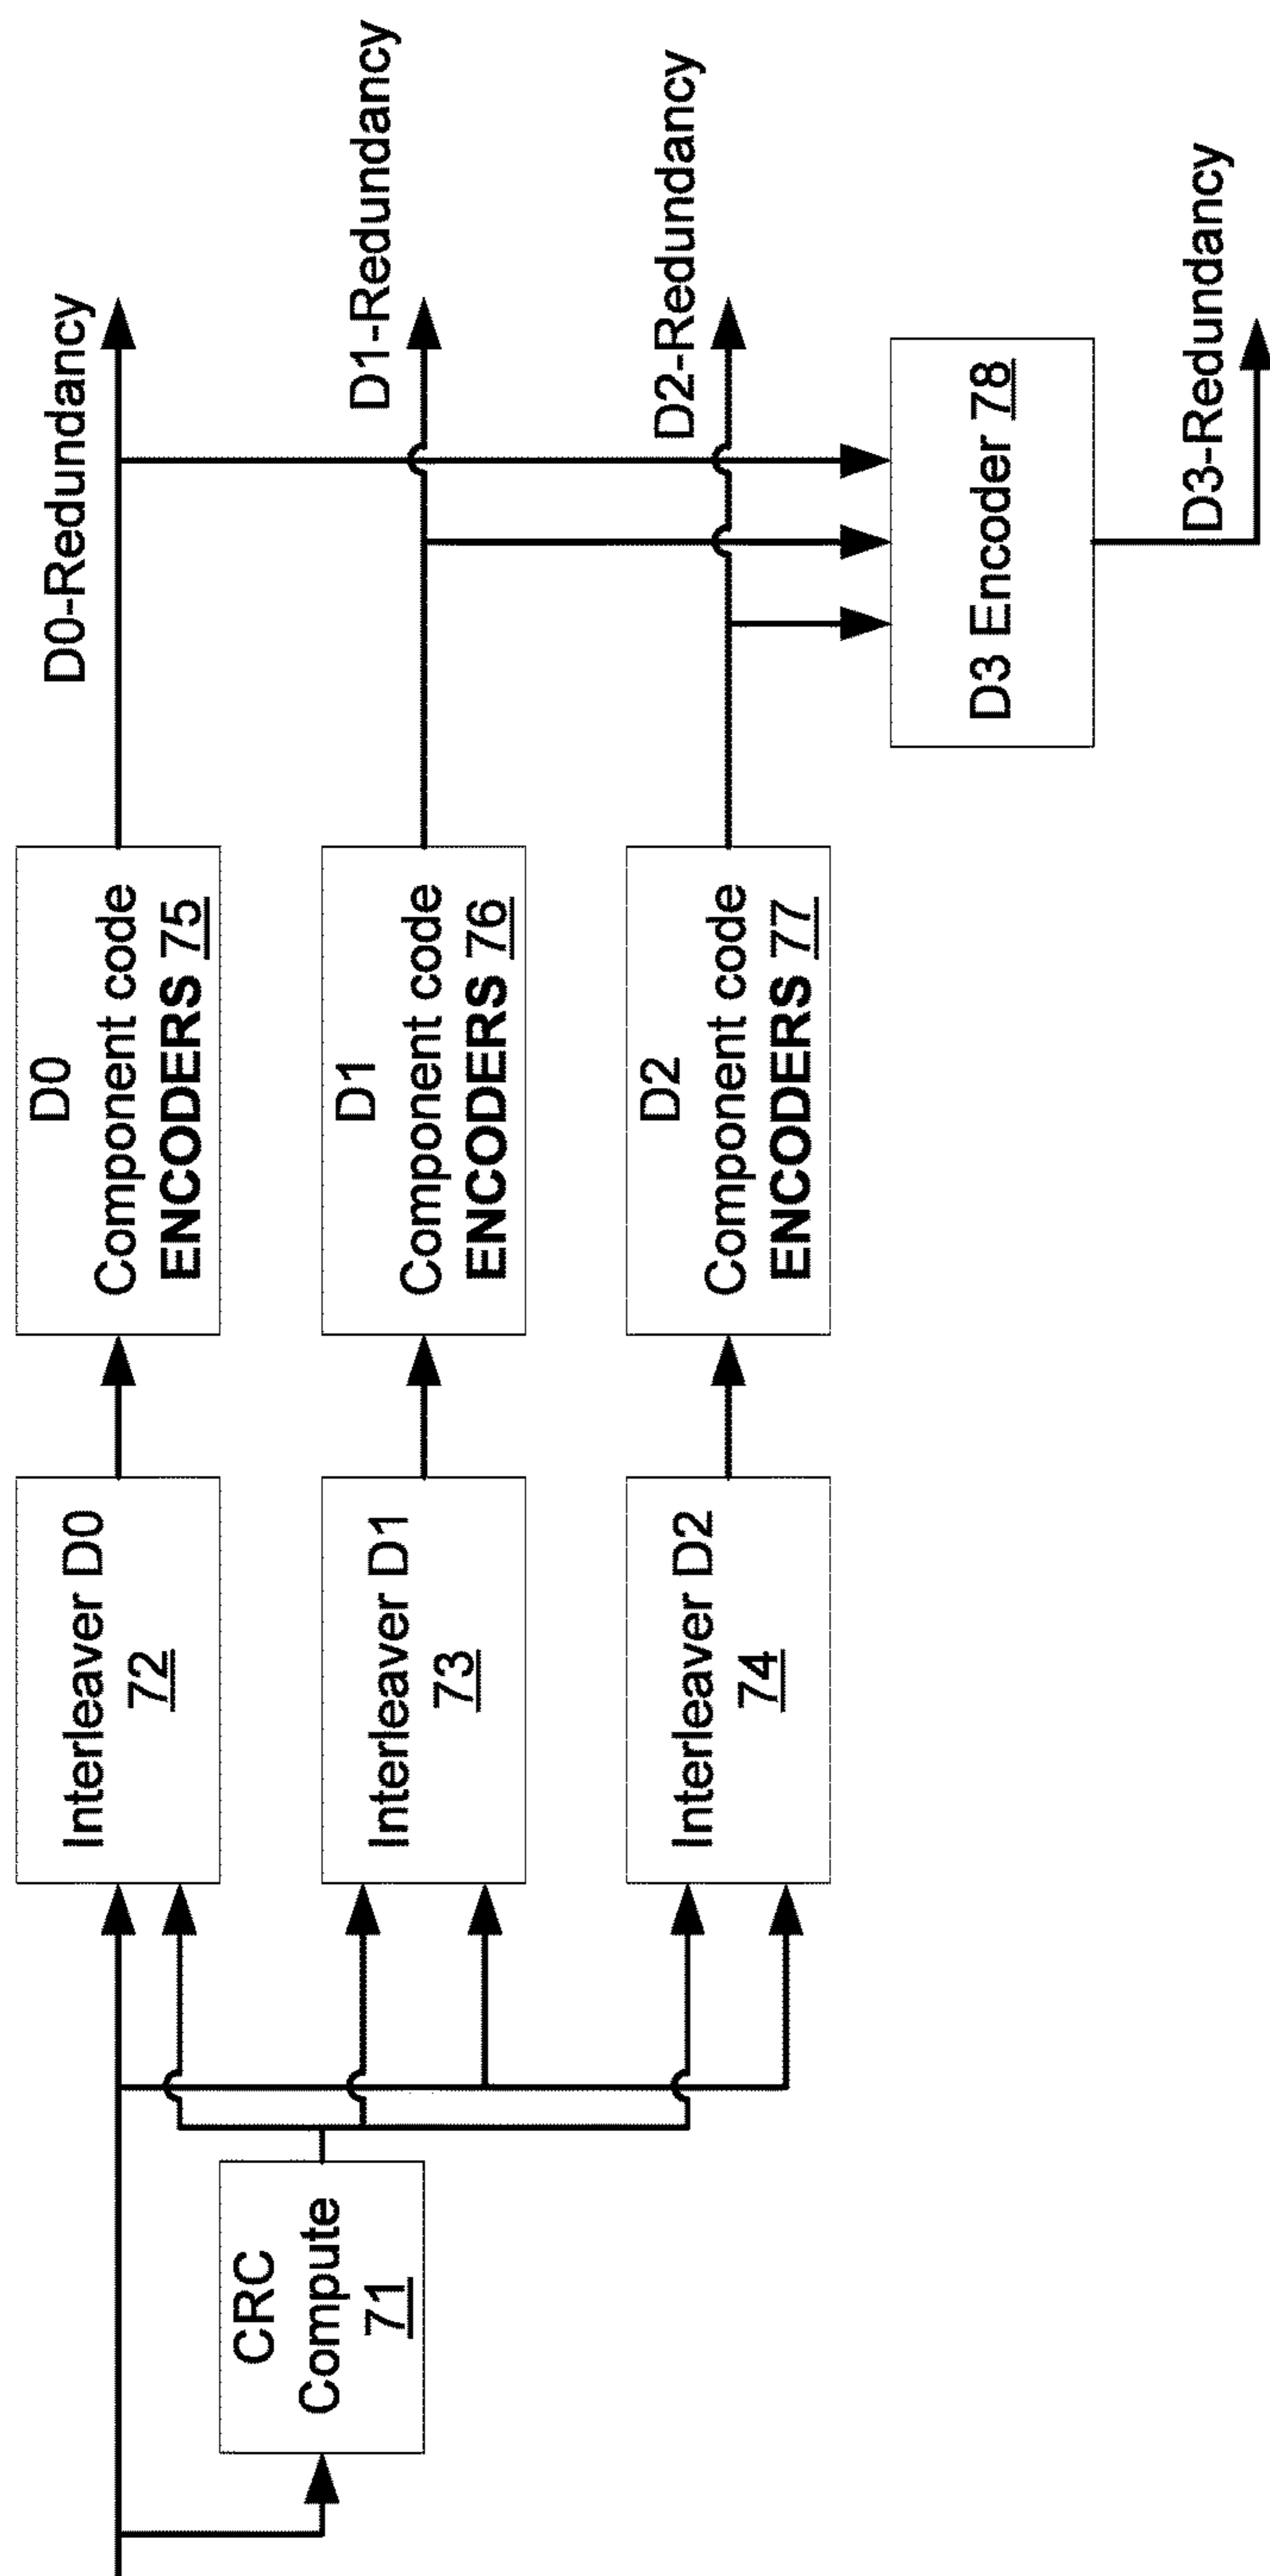 CRC
Compute
71
Interleaver D0
72
Interleaver D1
73
Interleaver D2
74
D0
Component code
ENCODERS 75
D1
Component code
ENCODERS 76
D2
Component code
ENCODERS 77
D0-Redundancy
D1-Redundancy
D2-Redundancy
D3 Encoder 78
D3-Redundancy